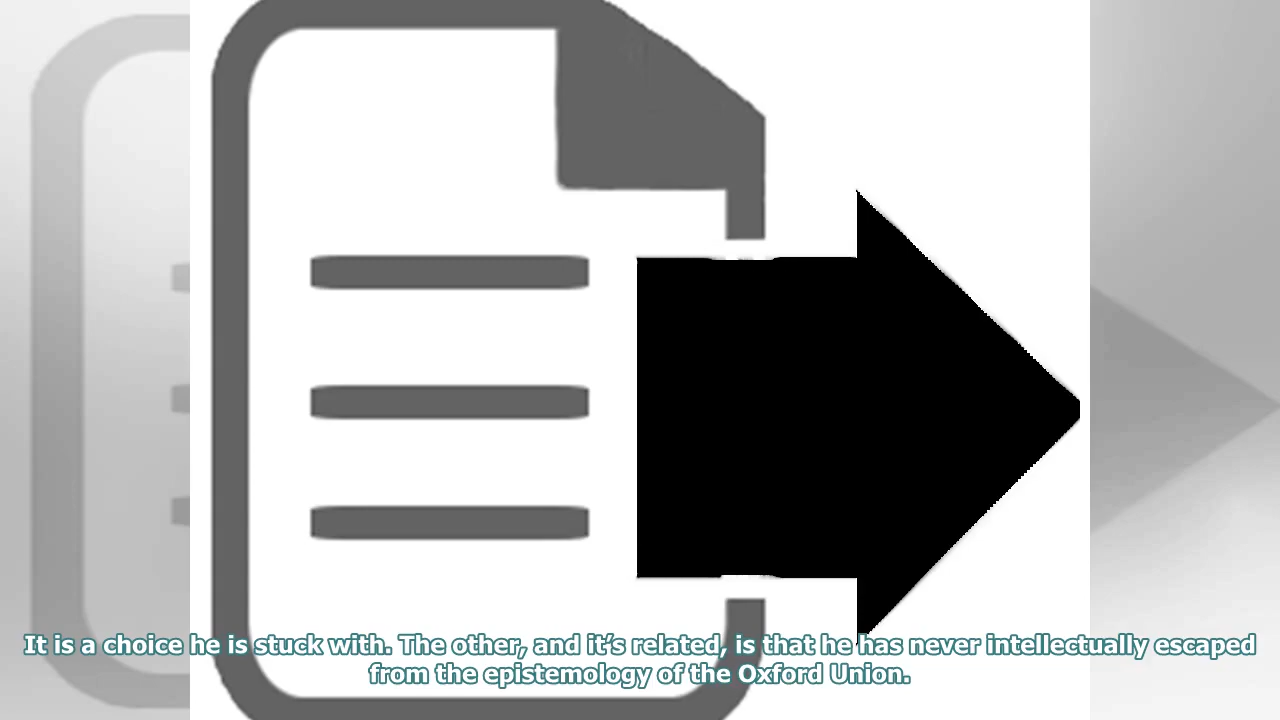 It is a choice he is stuck with. The other, and it’s related, is that he has never intellectually escaped
from the epistemology of the Oxford Union.